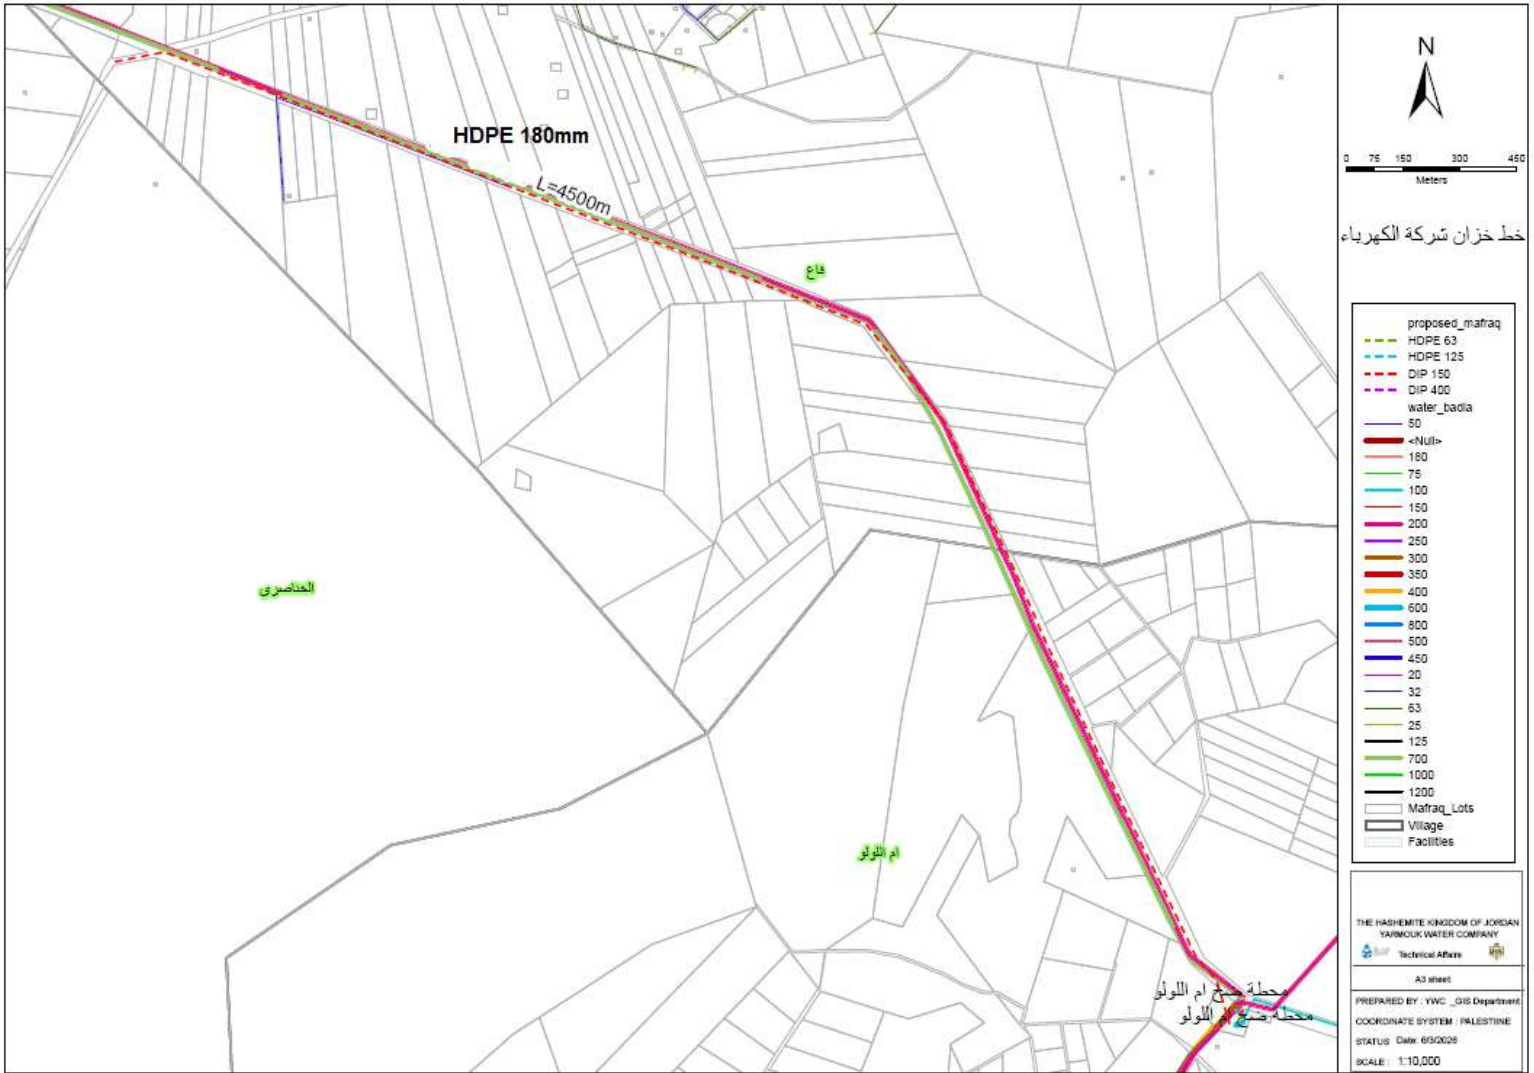 HDPE 180mm
L=4500m
قاع
الخناصري
ام اللولو
محطة ضخ ام اللولو
محطة ضخ ام اللولو
N
0 75 150 300 450
Meters
خط خزان شركة الكهرباء
proposed_mafraq
HDPE 63
HDPE 125
DIP 150
DIP 400
water_badia
50
<Null>
180
75
100
150
200
250
300
350
400
600
800
500
450
20
32
63
25
125
700
1000
1200
Mafraq_Lots
Village
Facilities
THE HASHEMITE KINGDOM OF JORDAN
YARMOUK WATER COMPANY
Technical Affaire
A3 sheet
PREPARED BY : YWC _GIS Department
COORDINATE SYSTEM : PALESTIINE
STATUS Date: 6/3/2026
SCALE : 1:10,000